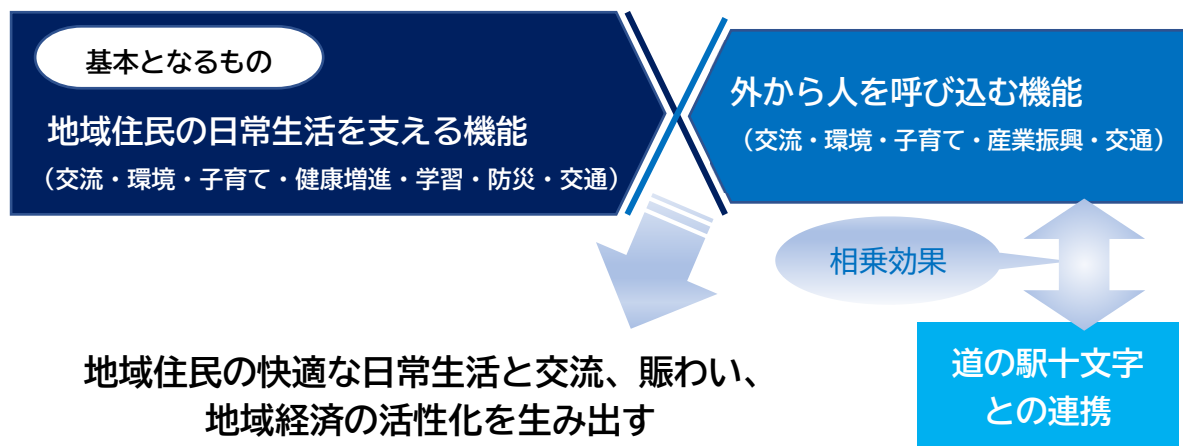 基本となるもの
地域住民の日常生活を支える機能
（交流・環境・子育て・健康増進・学習・防災・交通）
外から人を呼び込む機能
（交流・環境・子育て・産業振興・交通）
相乗効果
道の駅十文字
との連携
地域住民の快適な日常生活と交流、賑わい、
地域経済の活性化を生み出す